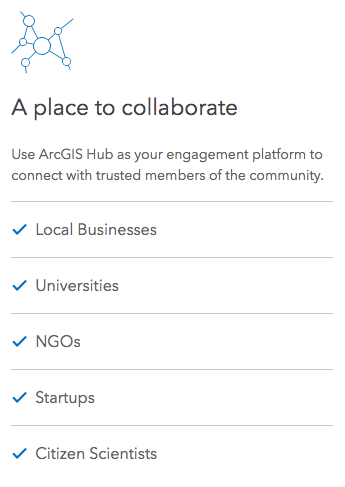 A place to collaborate
Use ArcGIS Hub as your engagement platform to
connect with trusted members of the community.
Local Businesses
Universities
NGOs
Startups
Citizen Scientists